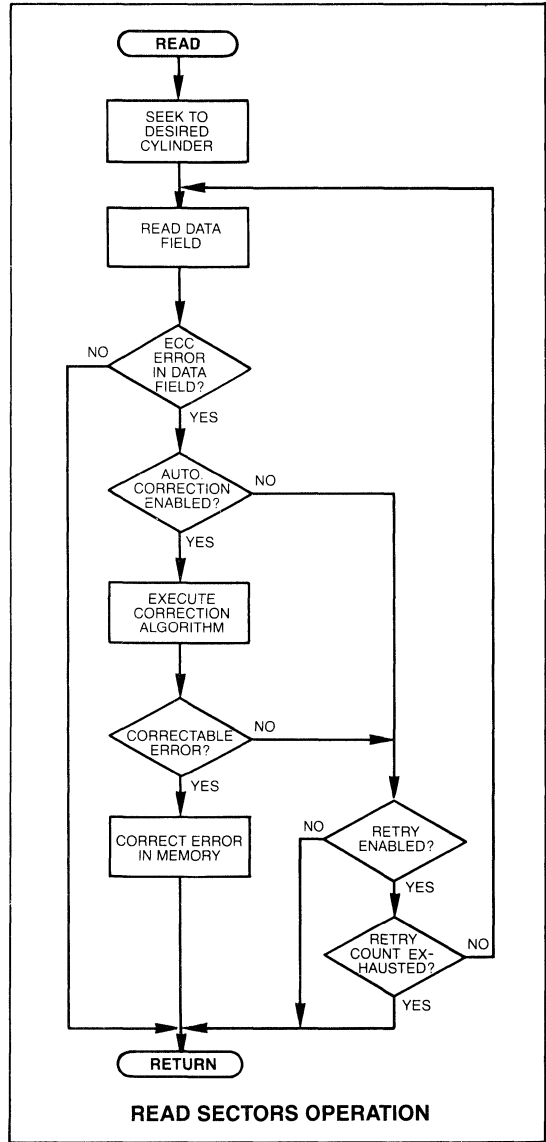 READ
SEEK TO
DESIRED
CYLINDER
READ DATA
FIELD
ECC
ERROR
IN DATA
FIELD?
NO
YES
AUTO.
CORRECTION
ENABLED?
NO
YES
EXECUTE
CORRECTION
ALGORITHM
CORRECTABLE
ERROR?
NO
YES
CORRECT ERROR
IN MEMORY
RETRY
ENABLED?
NO
YES
RETRY
COUNT EX-
HAUSTED?
NO
YES
RETURN
READ SECTORS OPERATION